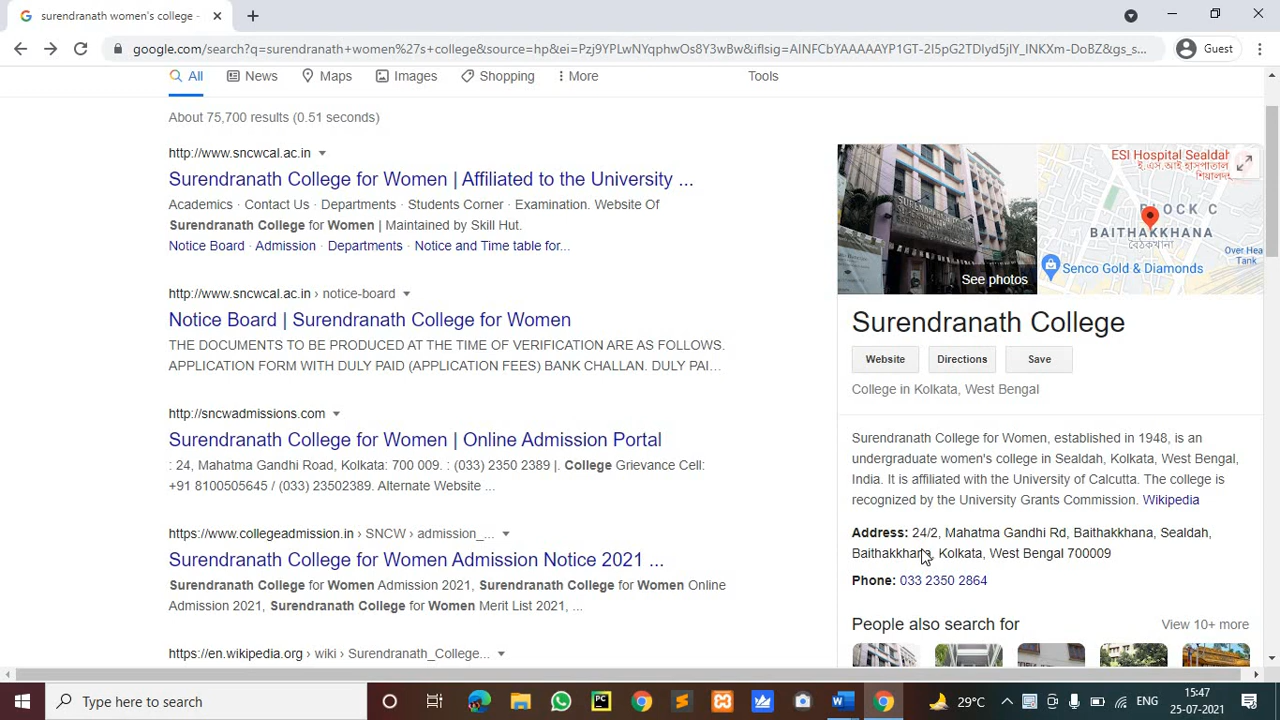 surendranath women's college -
google.com/search?q=surendranath+women%27s+college&source=hp&ei=Pzj9YPLwNYqphwOs8Y3wBw&iflsig=AINFCbYAAAAAYP1GT-2I5pG2TDlyd5jlY_INKXm-DoBZ&gs_s...
Guest
All
News
Maps
Images
Shopping
More
Tools
About 75,700 results (0.51 seconds)
http://www.sncwcal.ac.in
Surendranath College for Women | Affiliated to the University ...
Academics · Contact Us · Departments · Students Corner · Examination. Website Of
Surendranath College for Women | Maintained by Skill Hut.
Notice Board · Admission · Departments · Notice and Time table for...
http://www.sncwcal.ac.in › notice-board
Notice Board | Surendranath College for Women
THE DOCUMENTS TO BE PRODUCED AT THE TIME OF VERIFICATION ARE AS FOLLOWS.
APPLICATION FORM WITH DULY PAID (APPLICATION FEES) BANK CHALLAN. DULY PAI...
http://sncwadmissions.com
Surendranath College for Women | Online Admission Portal
: 24, Mahatma Gandhi Road, Kolkata: 700 009. : (033) 2350 2389 |. College Grievance Cell:
+91 8100505645 / (033) 23502389. Alternate Website ...
https://www.collegeadmission.in › SNCW › admission_...
Surendranath College for Women Admission Notice 2021 ...
Surendranath College for Women Admission 2021, Surendranath College for Women Online
Admission 2021, Surendranath College for Women Merit List 2021, ...
https://en.wikipedia.org › wiki › Surendranath_College...
See photos
ESI Hospital Sealdah
ই.এস.আই হাসপাতাল
BLOCK C
BAITHAKKHANA
বৈঠকখানা
Over Hea
Tank
Senco Gold & Diamonds
Surendranath College
Website
Directions
Save
College in Kolkata, West Bengal
Surendranath College for Women, established in 1948, is an
undergraduate women's college in Sealdah, Kolkata, West Bengal,
India. It is affiliated with the University of Calcutta. The college is
recognized by the University Grants Commission. Wikipedia
Address: 24/2, Mahatma Gandhi Rd, Baithakkhana, Sealdah,
Baithakkhana, Kolkata, West Bengal 700009
Phone: 033 2350 2864
People also search for
View 10+ more
Type here to search
PC
29°C
ENG
15:47
25-07-2021